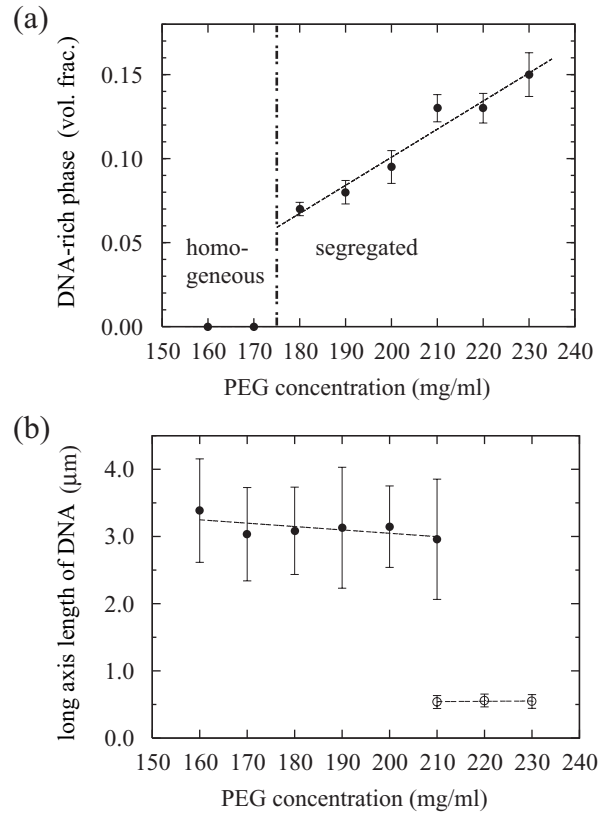 (a)
DNA-rich phase (vol. frac.)
0.15
0.10
0.05
0.00
homo-
geneous
segregated
150 160 170 180 190 200 210 220 230 240
PEG concentration (mg/ml)
(b)
long axis length of DNA (μm)
4.0
3.0
2.0
1.0
0.0
150 160 170 180 190 200 210 220 230 240
PEG concentration (mg/ml)